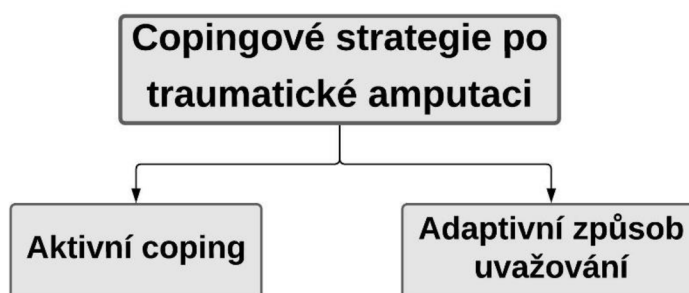 Copingové strategie po
traumatické amputaci
Aktivní coping
Adaptivní způsob
uvažování